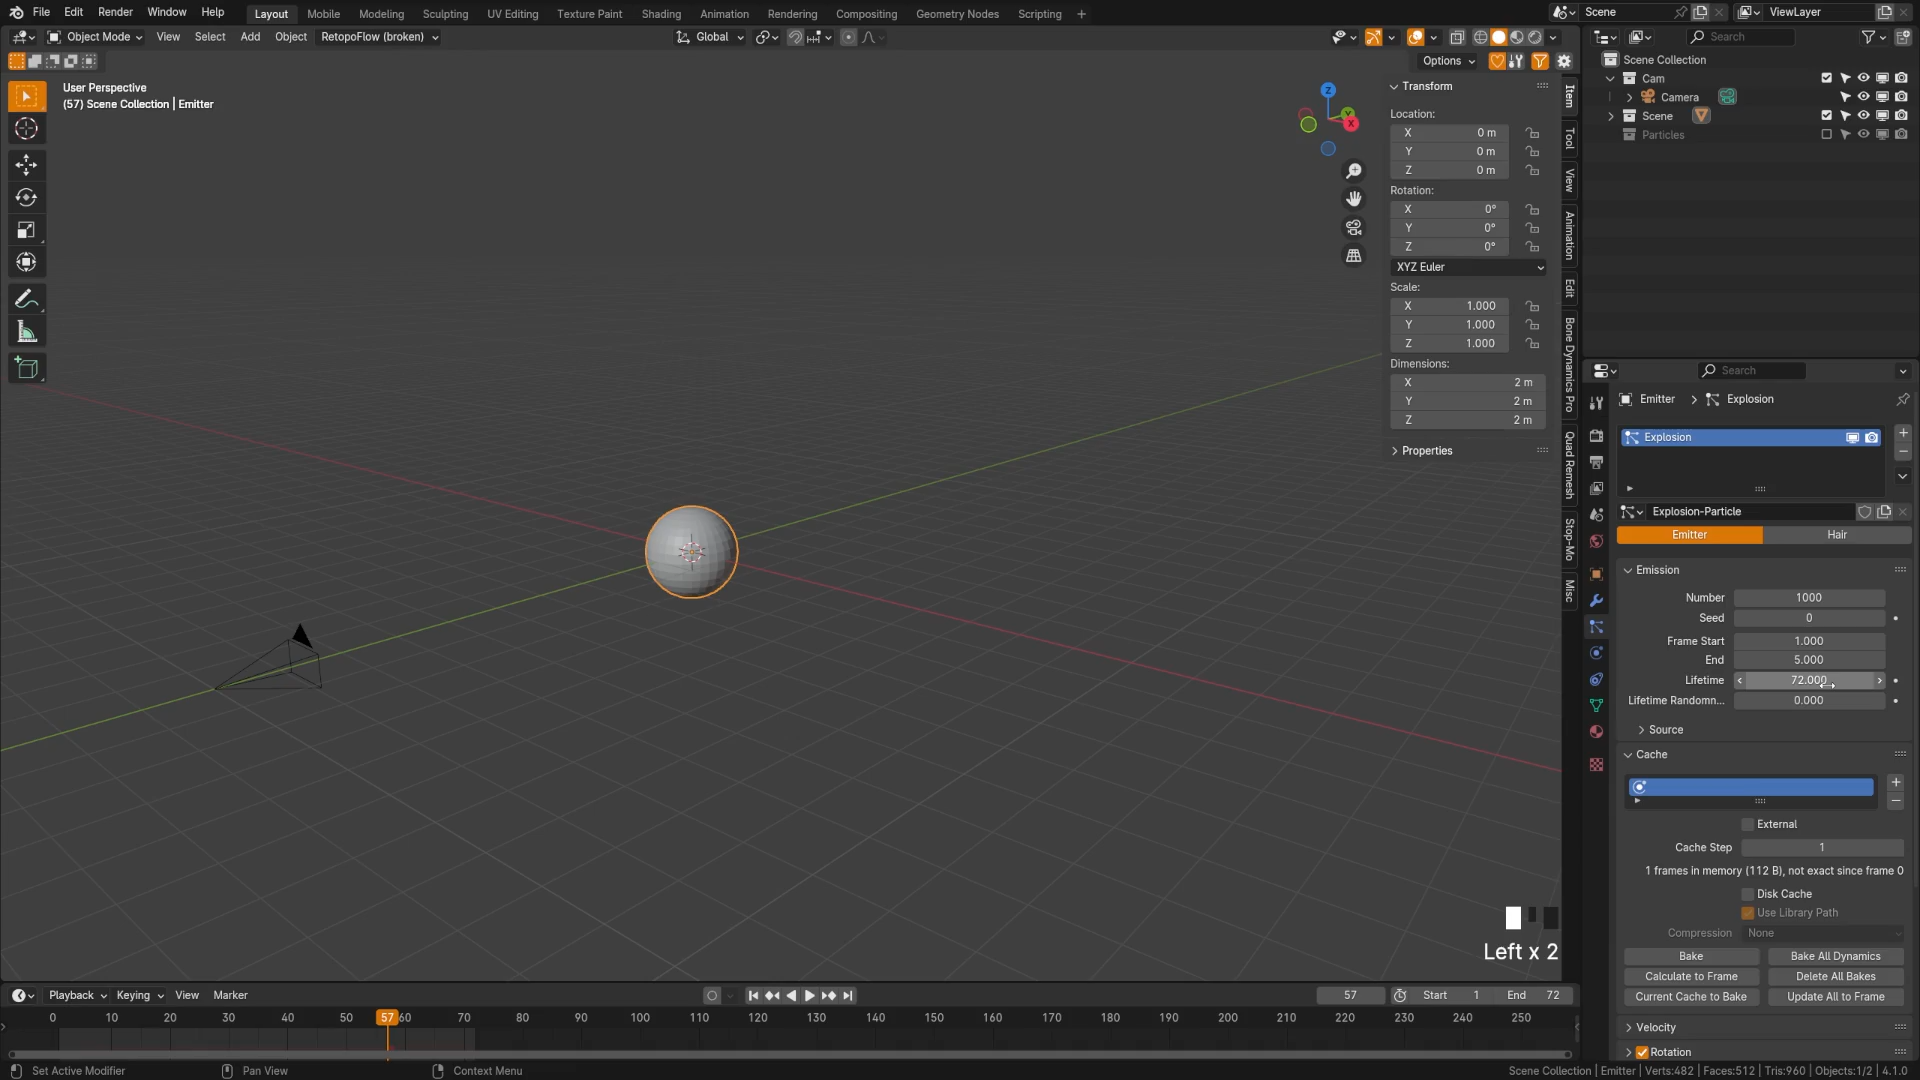 File Edit Render Window Help Layout Mobile Modeling Sculpting UV Editing Texture Paint Shading Animation Rendering Compositing Geometry Nodes Scripting + Scene ViewLayer
Object Mode View Select Add Object RetopoFlow (broken) Global Search
Options
User Perspective
(57) Scene Collection | Emitter
Z
Y
X
Transform
Location:
X 0 m
Y 0 m
Z 0 m
Rotation:
X 0°
Y 0°
Z 0°
XYZ Euler
Scale:
X 1.000
Y 1.000
Z 1.000
Dimensions:
X 2 m
Y 2 m
Z 2 m
Properties
Item
Tool
View
Animation
Edit
Bone Dynamics Pro
Quad Remesh
Stop-Mo
Misc
Scene Collection
Cam
Camera
Scene
Particles
Search
Emitter > Explosion
Explosion
Explosion-Particle
Emitter Hair
Emission
Number 1000
Seed 0
Frame Start 1.000
End 5.000
Lifetime 72.000
Lifetime Randomn... 0.000
Source
Cache
External
Cache Step 1
1 frames in memory (112 B), not exact since frame 0
Disk Cache
Use Library Path
Compression None
Bake Bake All Dynamics
Calculate to Frame Delete All Bakes
Current Cache to Bake Update All to Frame
Velocity
Rotation
Left x 2
Playback Keying View Marker 57 Start 1 End 72
0 10 20 30 40 50 57 60 70 80 90 100 110 120 130 140 150 160 170 180 190 200 210 220 230 240 250
Set Active Modifier Pan View Context Menu Scene Collection | Emitter | Verts:482 | Faces:512 | Tris:960 | Objects:1/2 | 4.1.0